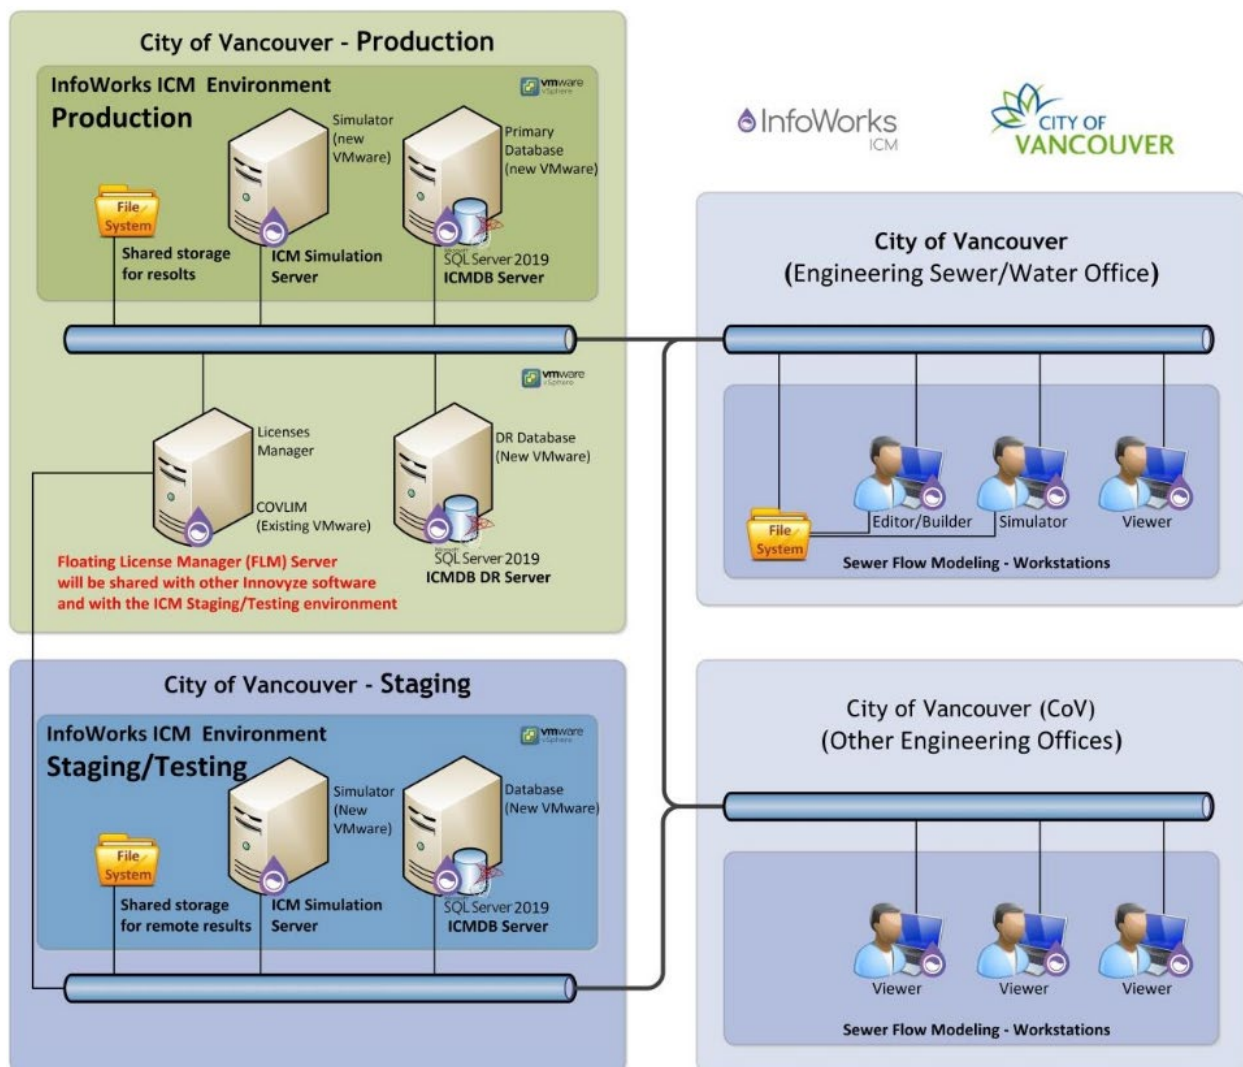 City of Vancouver - Production
InfoWorks ICM Environment
Production
vmware
vSphere
Simulator
(new
VMware)
Primary
Database
(new VMware)
File
System
Shared storage
for resolts
ICM Simulation
Server
Microsoft
SQL Server 2019
ICMDB Server
vmware
vSphere
Licenses
Manager
COVLIM
(Existing VMware)
DR Database
(New VMware)
Microsoft
SQL Server 2019
ICMDB DR Server
Floating License Manager (FLM) Server
will be shared with other Innovyze software
and with the ICM Staging/Testing environment
City of Vancouver - Staging
InfoWorks ICM Environment
Staging/Testing
vmware
vSphere
Simulator
(New
VMware)
Database
(New VMware)
File
System
Shared storage
for remote results
ICM Simulation
Server
Microsoft
SQL Server 2019
ICMDB Server
InfoWorks
ICM
CITY OF
VANCOUVER
City of Vancouver
(Engineering Sewer/Water Office)
File
System
Editor/Builder
Simulator
Viewer
Sewer Flow Modeling - Workstations
City of Vancouver (CoV)
(Other Engineering Offices)
Viewer
Viewer
Viewer
Sewer Flow Modeling - Workstations